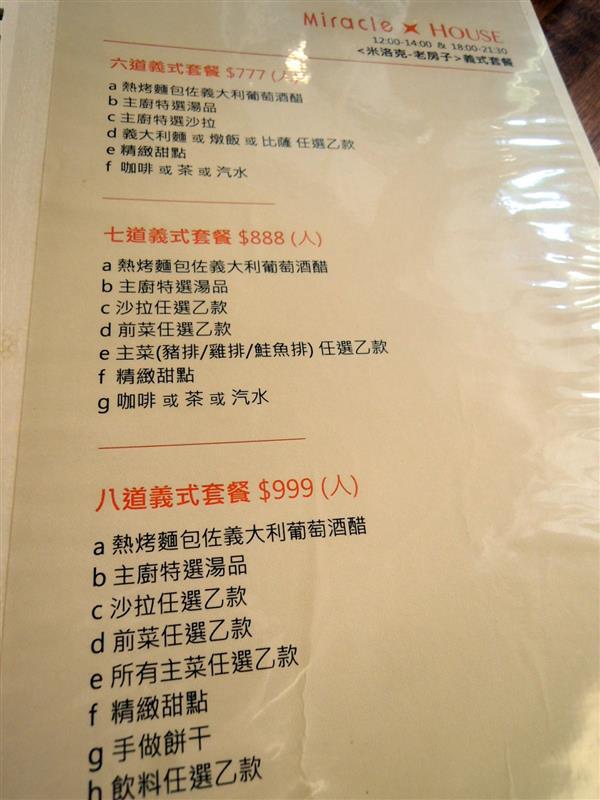 Miracle HOUSE
12:00-14:00 & 18:00-21:30
<米洛克-老房子>義式套餐
六道義式套餐 $777 (人)
a 熱烤麵包佐義大利葡萄酒醋
b 主廚特選湯品
c 主廚特選沙拉
d 義大利麵 或 燉飯 或 比薩 任選乙款
e 精緻甜點
f 咖啡 或 茶 或 汽水
七道義式套餐 $888 (人)
a 熱烤麵包佐義大利葡萄酒醋
b 主廚特選湯品
c 沙拉任選乙款
d 前菜任選乙款
e 主菜(豬排/雞排/鮭魚排) 任選乙款
f 精緻甜點
g 咖啡 或 茶 或 汽水
八道義式套餐 $999 (人)
a 熱烤麵包佐義大利葡萄酒醋
b 主廚特選湯品
c 沙拉任選乙款
d 前菜任選乙款
e 所有主菜任選乙款
f 精緻甜點
g 手做餅干
h 飲料任選乙款